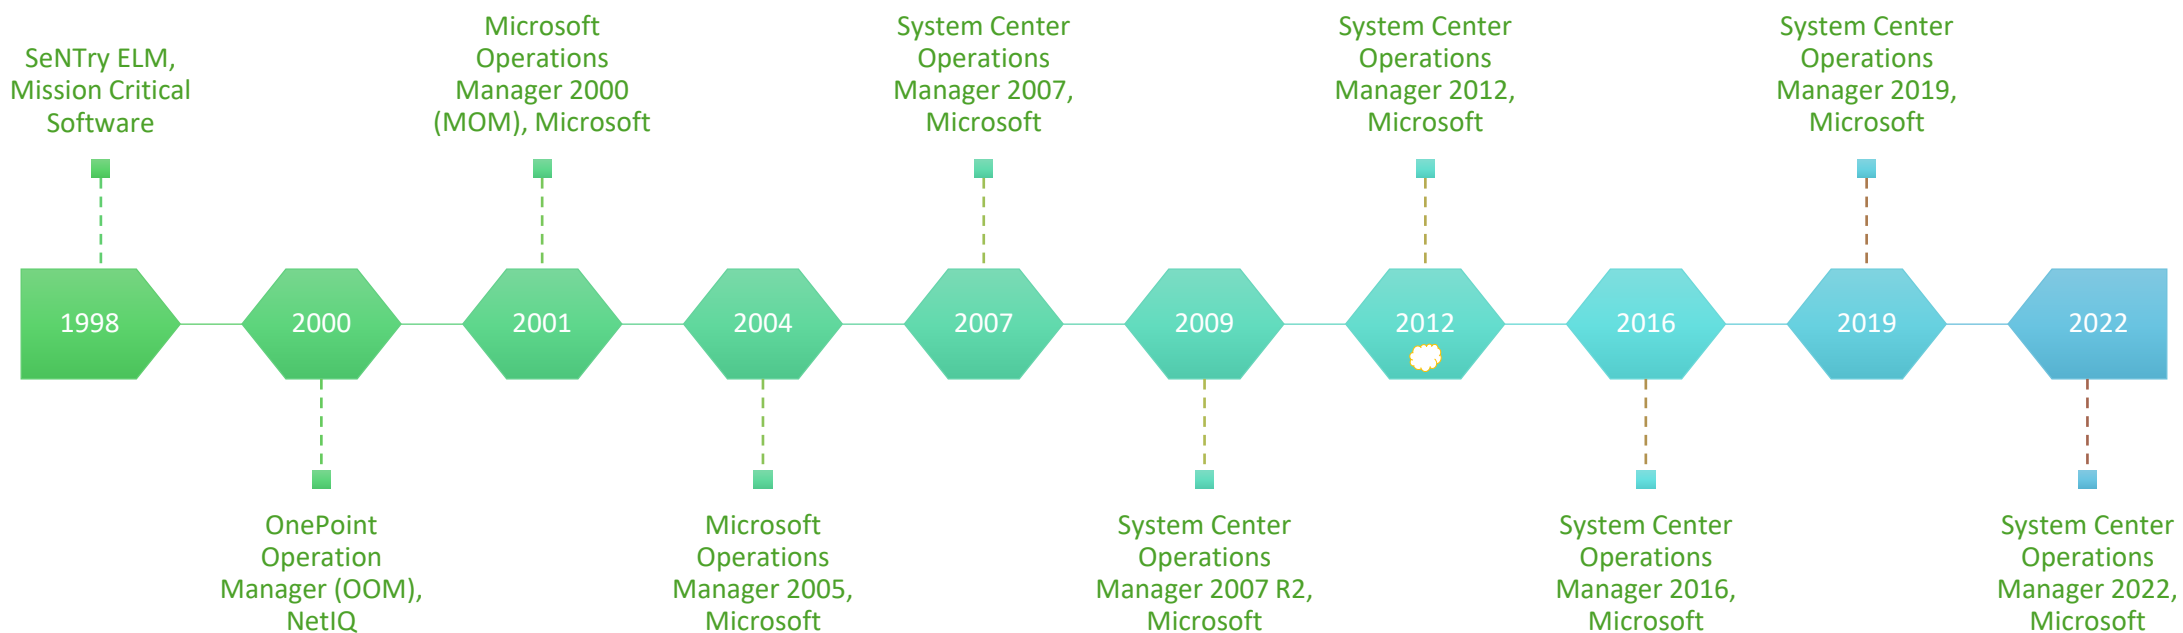 SeNTry ELM,
Mission Critical
Software
Microsoft
Operations
Manager 2000
(MOM), Microsoft
System Center
Operations
Manager 2007,
Microsoft
System Center
Operations
Manager 2012,
Microsoft
System Center
Operations
Manager 2019,
Microsoft
1998
2000
2001
2004
2007
2009
2012
2016
2019
2022
OnePoint
Operation
Manager (OOM),
NetIQ
Microsoft
Operations
Manager 2005,
Microsoft
System Center
Operations
Manager 2007 R2,
Microsoft
System Center
Operations
Manager 2016,
Microsoft
System Center
Operations
Manager 2022,
Microsoft